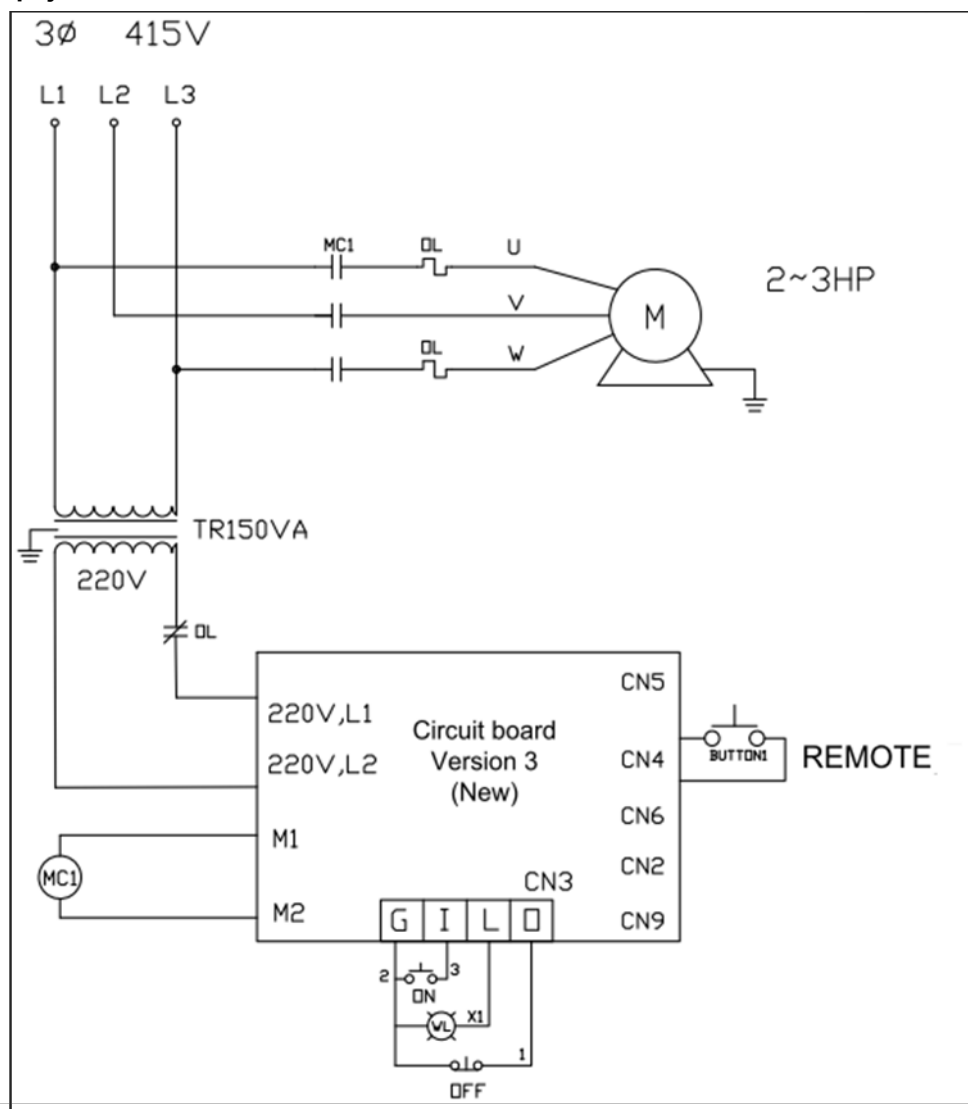 3Ø 415V
L1 L2 L3
MC1 OL U
2~3HP
V
M
OL W
TR150VA
220V
OL
CN5
220V,L1
Circuit board
Version 3
(New)
220V,L2
CN4
BUTTON1
REMOTE
CN6
M1
CN2
MC1
CN3
M2
CN9
G I L O
2 3
ON
WL X1
1
OFF